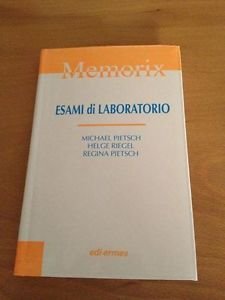 Memorix
ESAMI di LABORATORIO
MICHAEL PIETSCH
HELGE RIEGEL
REGINA PIETSCH
edi·ermes